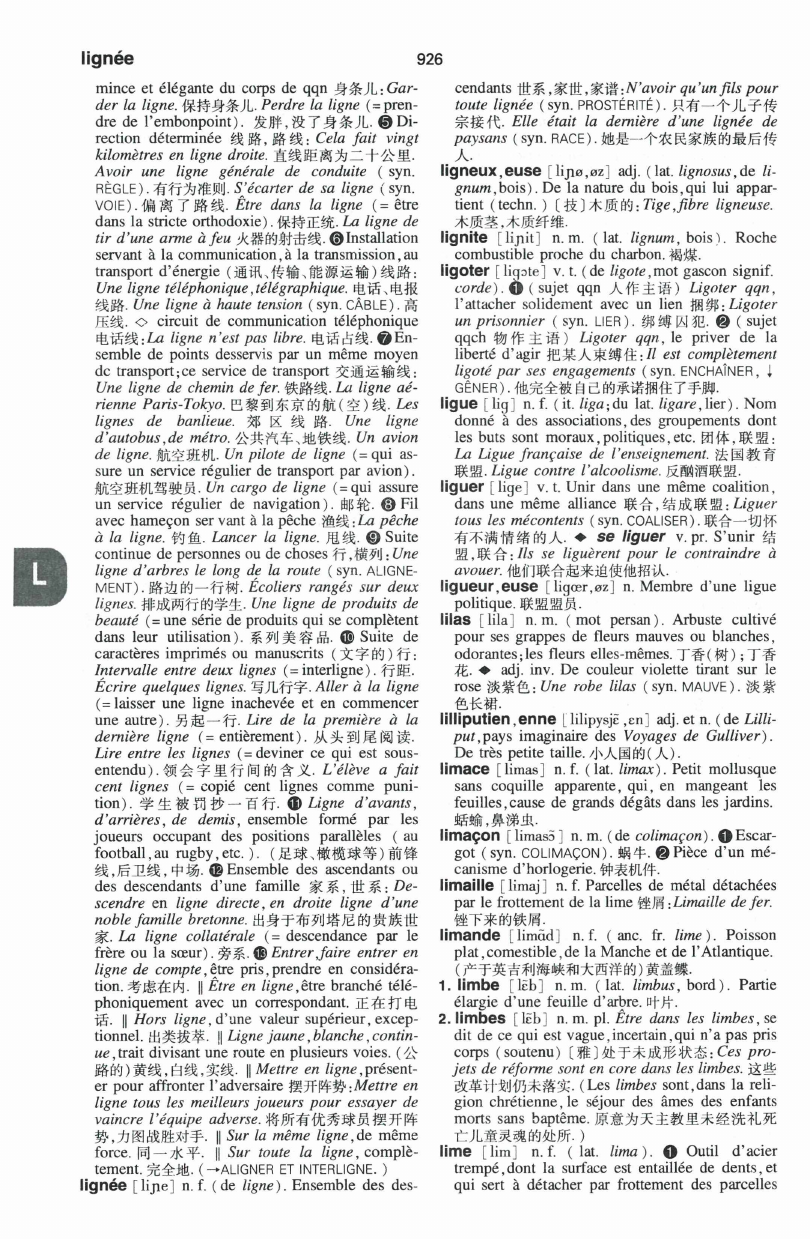 lignée
926
mince et élégante du corps de qqn 身条儿:Gar-
der la ligne. 保持身条儿. Perdre la ligne (=pren-
dre de l'embonpoint). 发胖,没了身条儿. ❺ Di-
rection déterminée 线路,路线: Cela fait vingt
kilomètres en ligne droite. 直线距离为二十公里.
Avoir une ligne générale de conduite ( syn.
RÈGLE). 有行为准则. S'écarter de sa ligne (syn.
VOIE). 偏离了路线. Être dans la ligne (= être
dans la stricte orthodoxie). 保持正统. La ligne de
tir d'une arme à feu 火器的射击线. ❻ Installation
servant à la communication,à la transmission,au
transport d'énergie (通讯、传输、能源运输)线路:
Une ligne téléphonique,télégraphique. 电话、电报
线路. Une ligne à haute tension (syn. CÂBLE). 高
压线. ◇ circuit de communication téléphonique
电话线:La ligne n'est pas libre. 电话占线. ❼ En-
semble de points desservis par un même moyen
dc transport;ce service de transport 交通运输线:
Une ligne de chemin de fer. 铁路线. La ligne aé-
rienne Paris-Tokyo. 巴黎到东京的航(空)线. Les
lignes de banlieue. 郊区线路. Une ligne
d'autobus,de métro. 公共汽车、地铁线. Un avion
de ligne. 航空班机. Un pilote de ligne (= qui as-
sure un service régulier de transport par avion).
航空班机驾驶员. Un cargo de ligne (=qui assure
un service régulier de navigation). 邮轮. ❽ Fil
avec hameçon ser vant à la pêche 渔线:La pêche
à la ligne. 钓鱼. Lancer la ligne. 甩线. ❾ Suite
continue de personnes ou de choses 行,横列:Une
ligne d'arbres le long de la route ( syn. ALIGNE-
MENT). 路边的一行树. Écoliers rangés sur deux
lignes. 排成两行的学生. Une ligne de produits de
beauté (= une série de produits qui se complètent
dans leur utilisation). 系列美容品. ❿ Suite de
caractères imprimés ou manuscrits (文字的)行:
Intervalle entre deux lignes (= interligne). 行距.
Écrire quelques lignes. 写几行字. Aller à la ligne
(= laisser une ligne inachevée et en commencer
une autre). 另起一行. Lire de la première à la
dernière ligne (= entièrement). 从头到尾阅读.
Lire entre les lignes (= deviner ce qui est sous-
entendu). 领会字里行间的含义. L'élève a fait
cent lignes (= copié cent lignes comme puni-
tion). 学生被罚抄一百行. ⓫ Ligne d'avants,
d'arrières, de demis, ensemble formé par les
joueurs occupant des positions parallèles ( au
football,au rugby,etc. ). (足球、橄榄球等)前锋
线,后卫线,中场. ⓬ Ensemble des ascendants ou
des descendants d'une famille 家系,世系: De-
scendre en ligne directe, en droite ligne d'une
noble famille bretonne. 出身于布列塔尼的贵族世
家. La ligne collatérale (= descendance par le
frère ou la sœur). 旁系. ⓭ Entrer,faire entrer en
ligne de compte, être pris,prendre en considéra-
tion. 考虑在内. ‖ Être en ligne,être branché télé-
phoniquement avec un correspondant. 正在打电
话. ‖ Hors ligne, d'une valeur supérieur, excep-
tionnel. 出类拔萃. ‖ Ligne jaune,blanche,contin-
ue,trait divisant une route en plusieurs voies. (公
路的)黄线,白线,实线. ‖ Mettre en ligne,présent-
er pour affronter l'adversaire 摆开阵势:Mettre en
ligne tous les meilleurs joueurs pour essayer de
vaincre l'équipe adverse. 将所有优秀球员摆开阵
势,力图战胜对手. ‖ Sur la même ligne,de même
force. 同一水平. ‖ Sur toute la ligne, complè-
tement. 完全地. (→ALIGNER ET INTERLIGNE. )
lignée [liɲe] n. f. (de ligne). Ensemble des des-
cendants 世系,家世,家谱:N'avoir qu'un fils pour
toute lignée (syn. PROSTÉRITÉ). 只有一个儿子传
宗接代. Elle était la dernière d'une lignée de
paysans (syn. RACE). 她是一个农民家族的最后传
人.
ligneux,euse [liɲø,øz] adj. (lat. lignosus,de li-
gnum,bois). De la nature du bois,qui lui appar-
tient (techn. ) [技]木质的:Tige,fibre ligneuse.
木质茎,木质纤维.
lignite [liɲit] n. m. ( lat. lignum, bois). Roche
combustible proche du charbon. 褐煤.
ligoter [ligɔte] v. t. (de ligote,mot gascon signif.
corde). ❶ ( sujet qqn 人作主语) Ligoter qqn,
l'attacher solidement avec un lien 捆绑:Ligoter
un prisonnier ( syn. LIER). 绑缚囚犯. ❷ ( sujet
qqch 物作主语) Ligoter qqn, le priver de la
liberté d'agir 把某人束缚住:Il est complètement
ligoté par ses engagements (syn. ENCHAÎNER, ↓
GÊNER). 他完全被自己的承诺捆住了手脚.
ligue [lig] n. f. (it. liga;du lat. ligare,lier). Nom
donné à des associations,des groupements dont
les buts sont moraux,politiques,etc. 团体,联盟:
La Ligue française de l'enseignement. 法国教育
联盟. Ligue contre l'alcoolisme. 反酗酒联盟.
liguer [lige] v. t. Unir dans une même coalition,
dans une même alliance 联合,结成联盟:Liguer
tous les mécontents (syn. COALISER). 联合一切怀
有不满情绪的人. ◆ se liguer v. pr. S'unir 结
盟,联合: Ils se liguèrent pour le contraindre à
avouer. 他们联合起来迫使他招认.
ligueur,euse [ligœr,øz] n. Membre d'une ligue
politique. 联盟盟员.
lilas [lila] n. m. ( mot persan). Arbuste cultivé
pour ses grappes de fleurs mauves ou blanches,
odorantes;les fleurs elles-mêmes. 丁香(树);丁香
花. ◆ adj. inv. De couleur violette tirant sur le
rose 淡紫色:Une robe lilas (syn. MAUVE). 淡紫
色长裙.
lilliputien,enne [lilipysjɛ̃,ɛn] adj. et n. (de Lilli-
put,pays imaginaire des Voyages de Gulliver).
De très petite taille. 小人国的(人).
limace [limas] n. f. (lat. limax). Petit mollusque
sans coquille apparente, qui, en mangeant les
feuilles,cause de grands dégâts dans les jardins.
蛞蝓,鼻涕虫.
limaçon [limasɔ̃] n. m. (de colimaçon). ❶ Escar-
got (syn. COLIMAÇON). 蜗牛. ❷ Pièce d'un mé-
canisme d'horlogerie. 钟表机件.
limaille [limaj] n. f. Parcelles de métal détachées
par le frottement de la lime 锉屑:Limaille de fer.
锉下来的铁屑.
limande [limɑ̃d] n. f. ( anc. fr. lime). Poisson
plat,comestible,de la Manche et de l'Atlantique.
(产于英吉利海峡和大西洋的)黄盖鲽.
1. limbe [lɛ̃b] n. m. (lat. limbus, bord). Partie
élargie d'une feuille d'arbre. 叶片.
2. limbes [lɛ̃b] n. m. pl. Être dans les limbes, se
dit de ce qui est vague,incertain,qui n'a pas pris
corps (soutenu) [雅]处于未成形状态: Ces pro-
jets de réforme sont en core dans les limbes. 这些
改革计划仍未落实. (Les limbes sont,dans la reli-
gion chrétienne, le séjour des âmes des enfants
morts sans baptême. 原意为天主教里未经洗礼死
亡儿童灵魂的处所. )
lime [lim] n. f. ( lat. lima). ❶ Outil d'acier
trempé,dont la surface est entaillée de dents,et
qui sert à détacher par frottement des parcelles
L